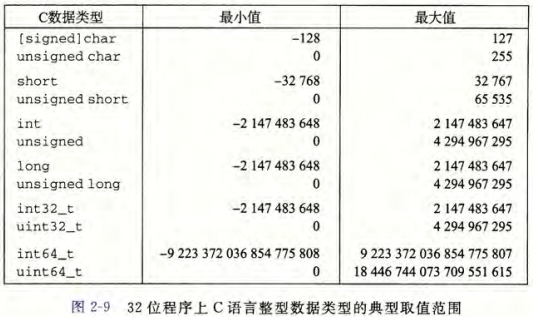 C数据类型 最小值 最大值
[signed]char -128 127
unsigned char 0 255
short -32 768 32 767
unsigned short 0 65 535
int -2 147 483 648 2 147 483 647
unsigned 0 4 294 967 295
long -2 147 483 648 2 147 483 647
unsigned long 0 4 294 967 295
int32_t -2 147 483 648 2 147 483 647
uint32_t 0 4 294 967 295
int64_t -9 223 372 036 854 775 808 9 223 372 036 854 775 807
uint64_t 0 18 446 744 073 709 551 615
图 2-9 32 位程序上 C 语言整型数据类型的典型取值范围